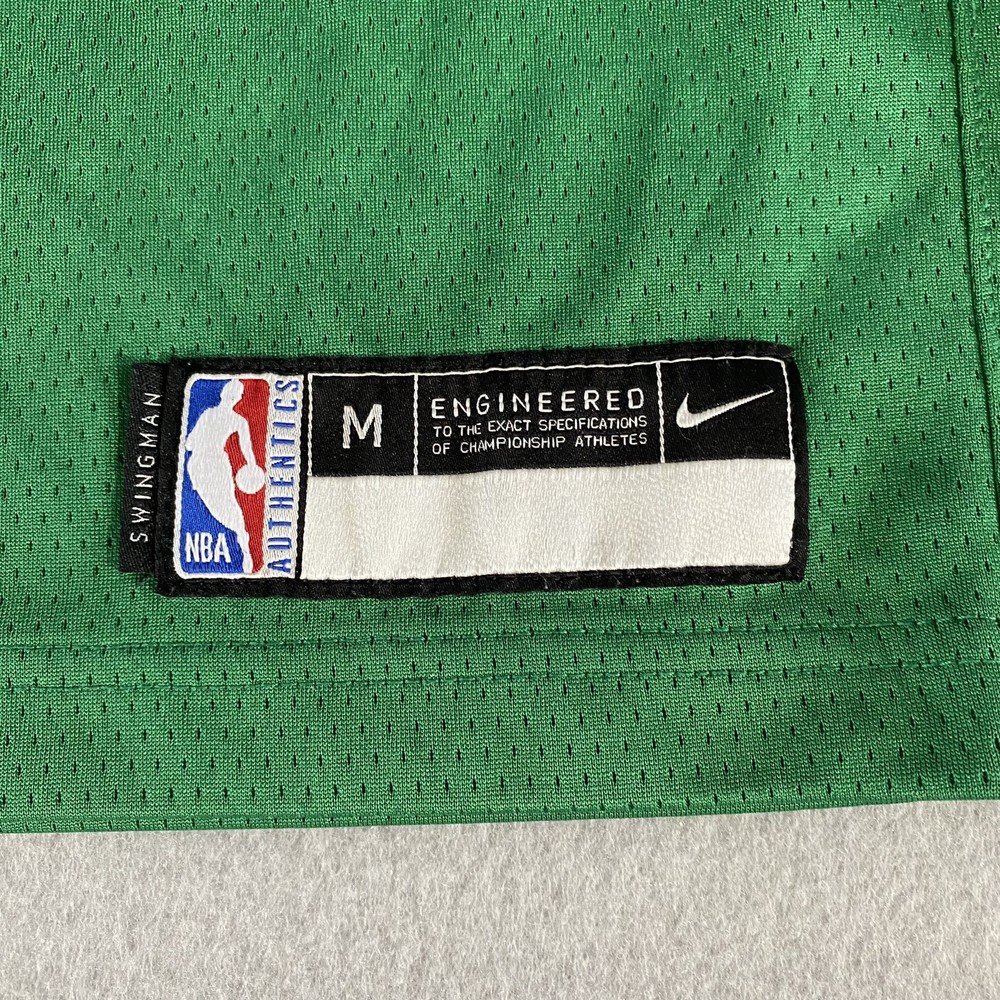 SWINGMAN
NBA
AUTHENTICS
M
ENGINEERED
TO THE EXACT SPECIFICATIONS
OF CHAMPIONSHIP ATHLETES